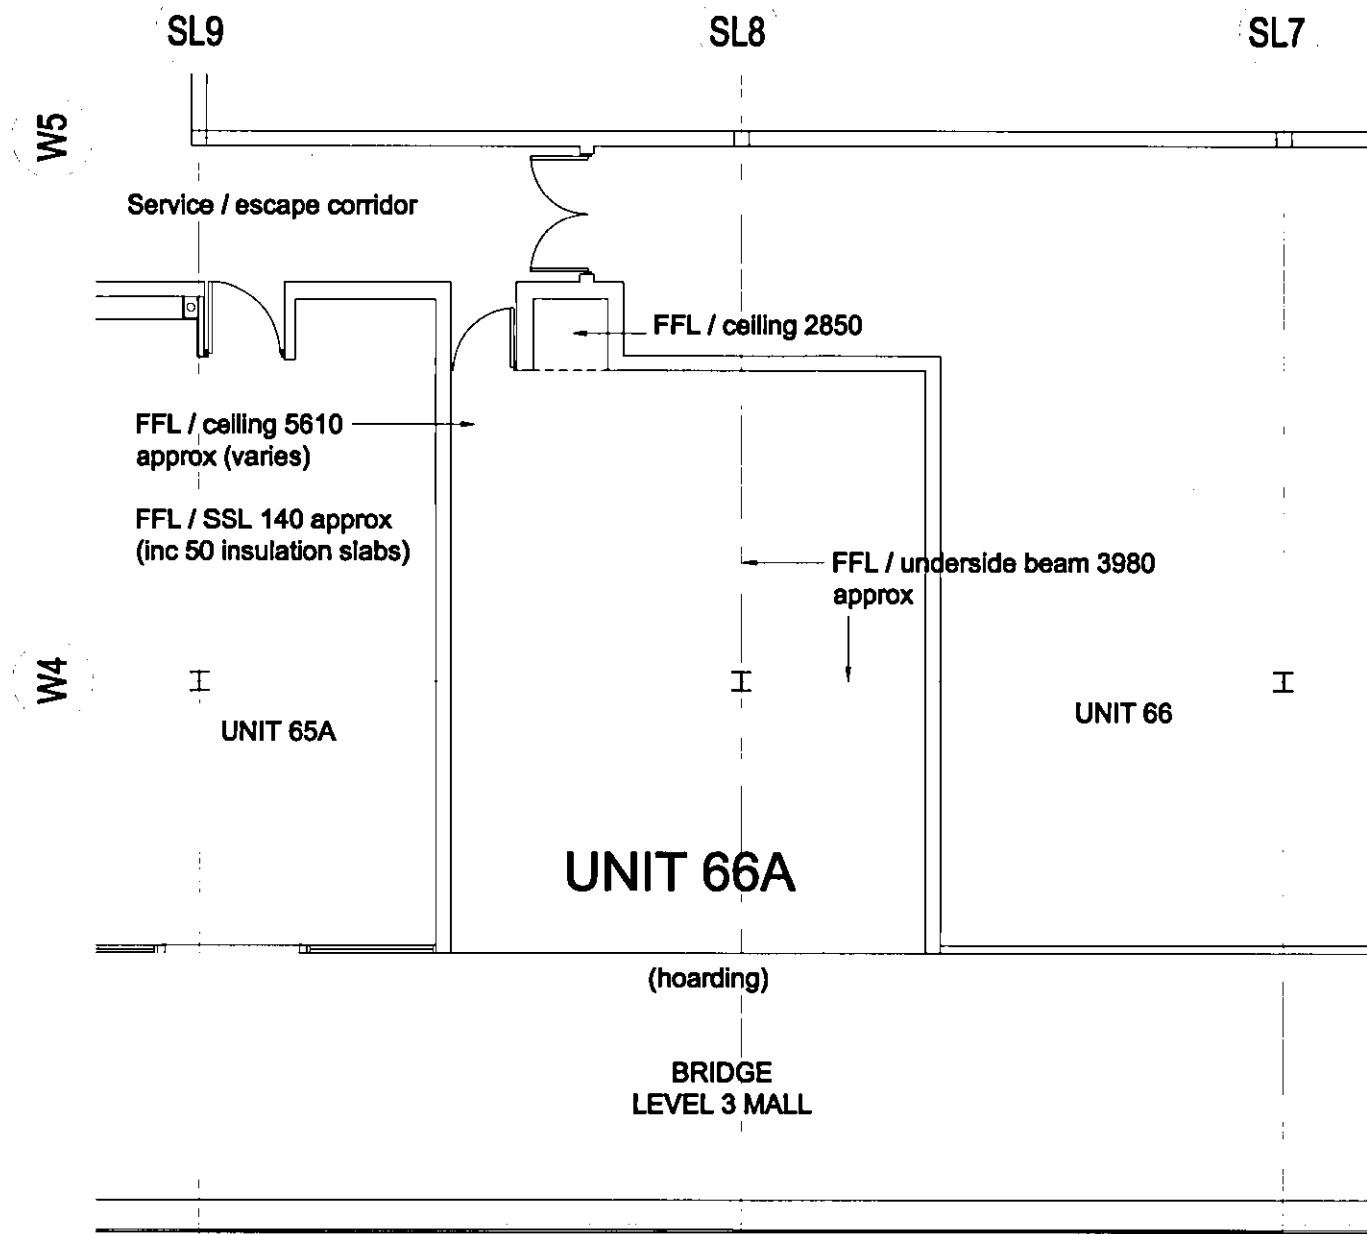 SL9
SL8
SL7
W5
Service / escape corridor
FFL / ceiling 2850
FFL / ceiling 5610
approx (varies)
FFL / SSL 140 approx
(inc 50 insulation slabs)
FFL / underside beam 3980
approx
W4
UNIT 65A
UNIT 66
UNIT 66A
(hoarding)
BRIDGE
LEVEL 3 MALL